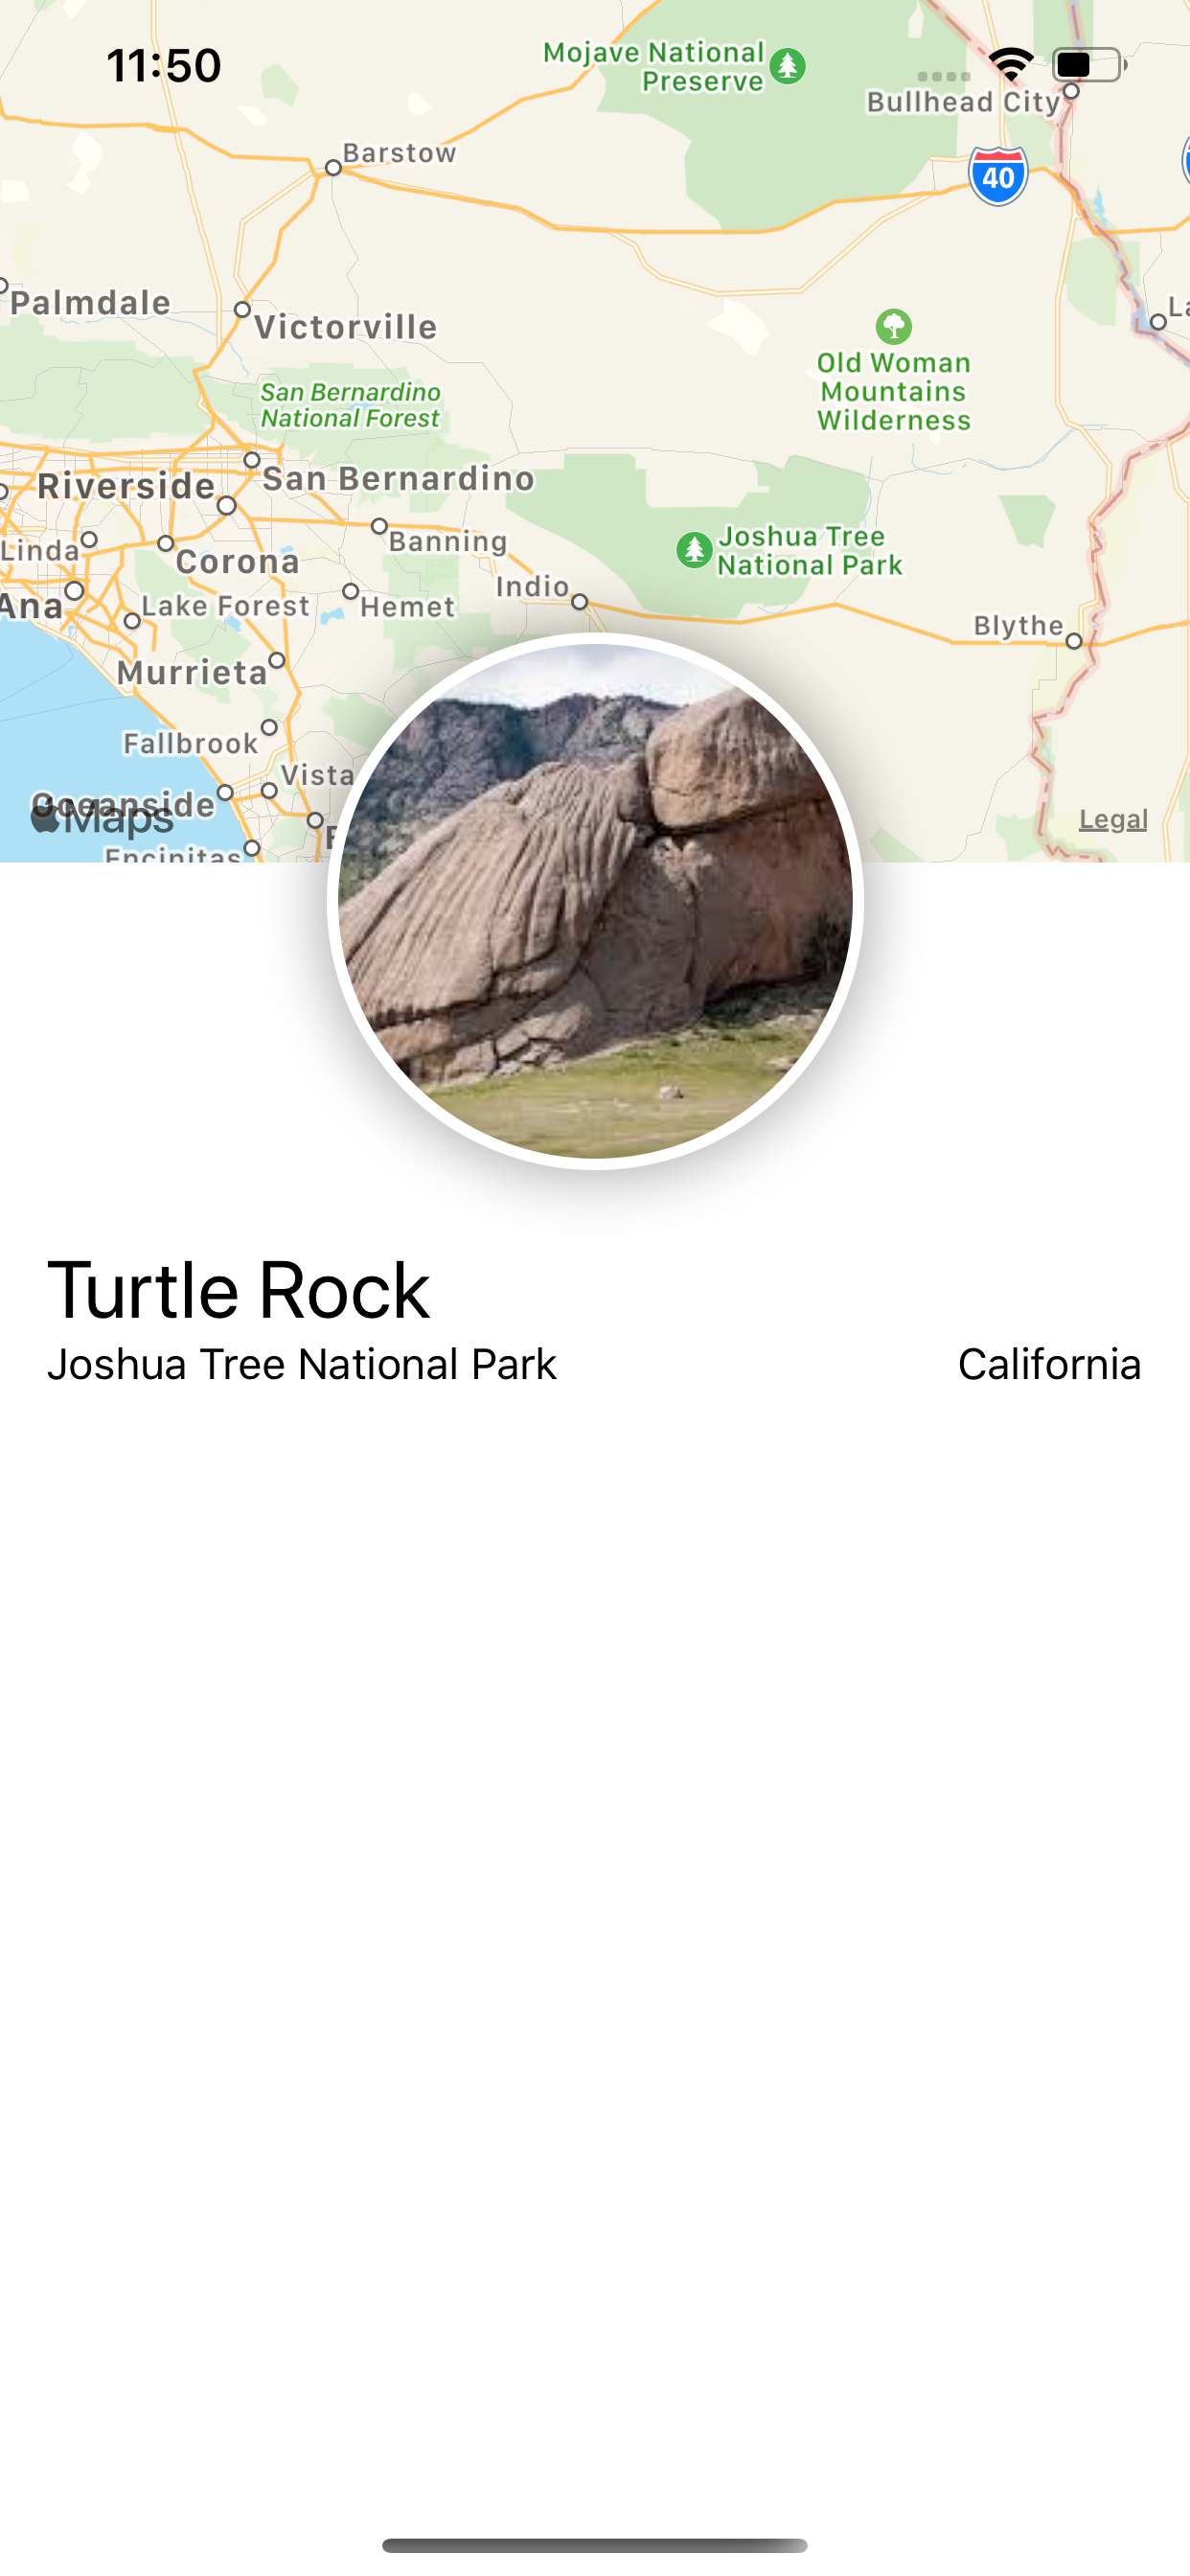 11:50
Mojave National
Preserve
Bullhead City
Barstow
40
Palmdale
Victorville
San Bernardino
National Forest
Old Woman
Mountains
Wilderness
Riverside
San Bernardino
Linda
Corona
Banning
Joshua Tree
National Park
Ana
Lake Forest
Hemet
Indio
Blythe
Murrieta
Fallbrook
Vista
Oceanside
Maps
Legal
Encinitas
Turtle Rock
Joshua Tree National Park
California